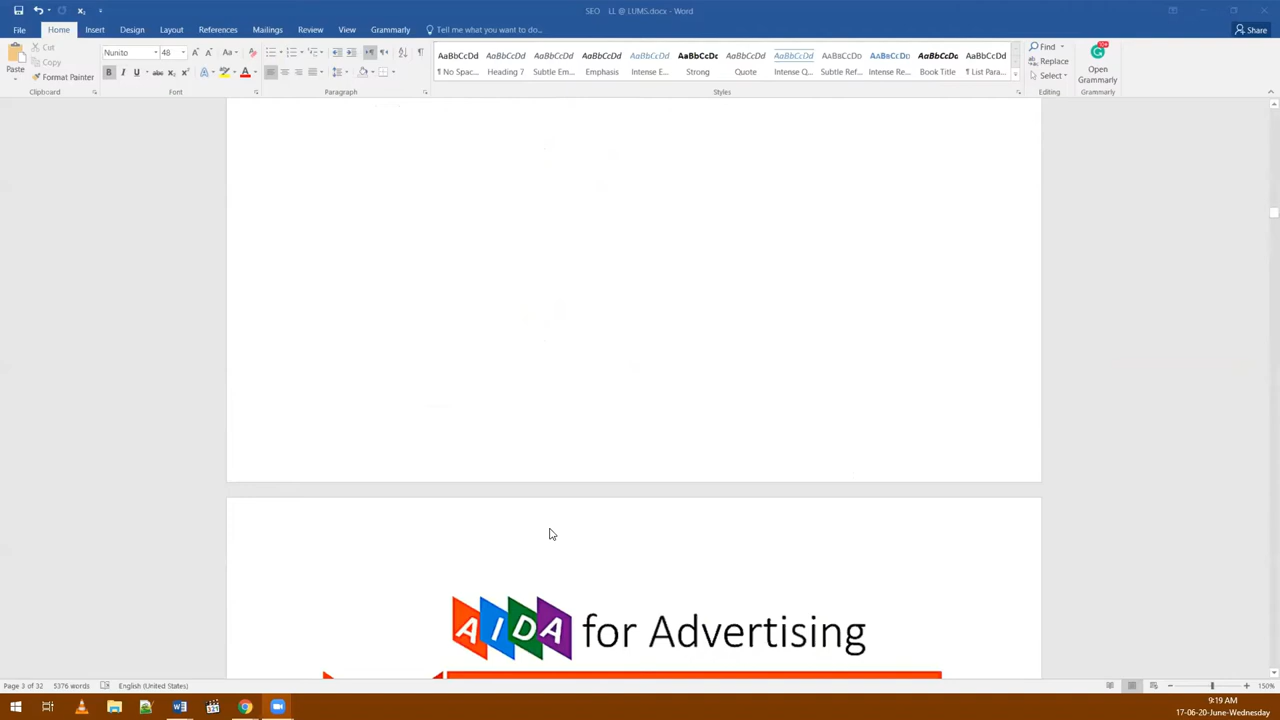 SEO ŁL @ LUMS.docx - Word
File Home Insert Design Layout References Mailings Review View Grammarly Tell me what you want to do... Share
Paste
Cut
Copy
Format Painter
Clipboard
Nunito 48
Font
Paragraph
AaBbCcDd AaBbCcDd AaBbCcDd AaBbCcDd AaBbCcDd AaBbCcDd AaBbCcDd AaBbCcDd AaBbCcDd AaBbCcDd AaBbCcDc AaBbCcDd
¶ No Spac... Heading 7 Subtle Em... Emphasis Intense E... Strong Quote Intense Q... Subtle Ref... Intense Re... Book Title ¶ List Para...
Styles
Find
Replace
Select
Editing
Open
Grammarly
Grammarly
AIDA for Advertising
Page 3 of 32 5376 words English (United States) 150%
9:19 AM
17-06-20-June-Wednesday